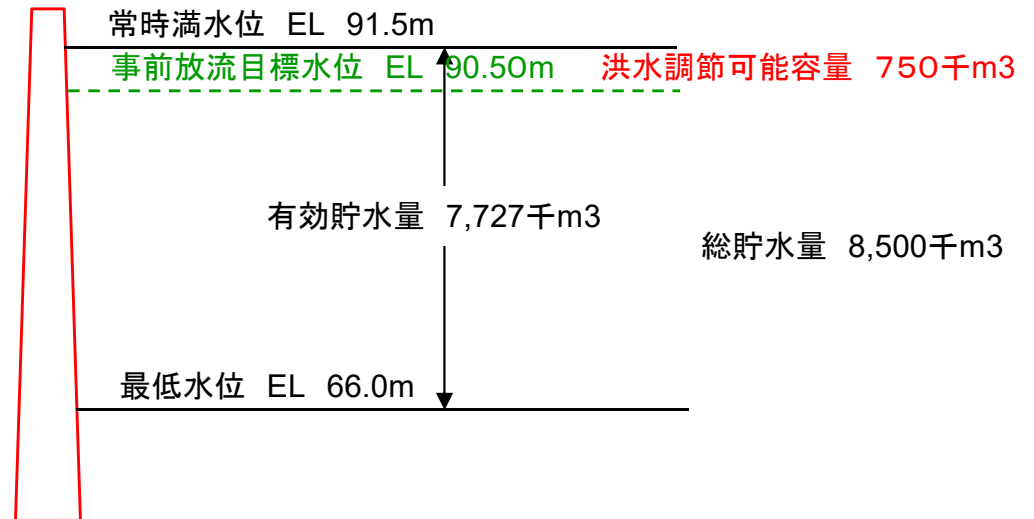 常時満水位 EL 91.5m
事前放流目標水位 EL 90.50m 洪水調節可能容量 750千m3
有効貯水量 7,727千m3
総貯水量 8,500千m3
最低水位 EL 66.0m